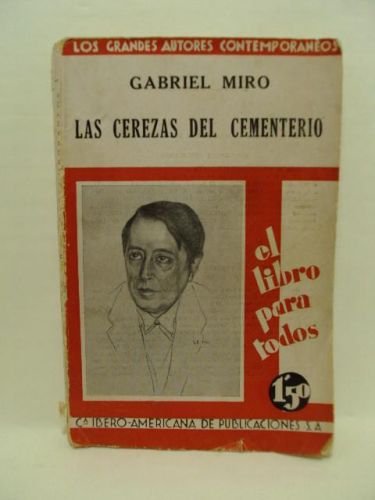 LOS GRANDES AUTORES CONTEMPORANEOS
GABRIEL MIRO
LAS CEREZAS DEL CEMENTERIO
el
libro
para
todos
1'50
Cª IBERO-AMERICANA DE PUBLICACIONES S.A